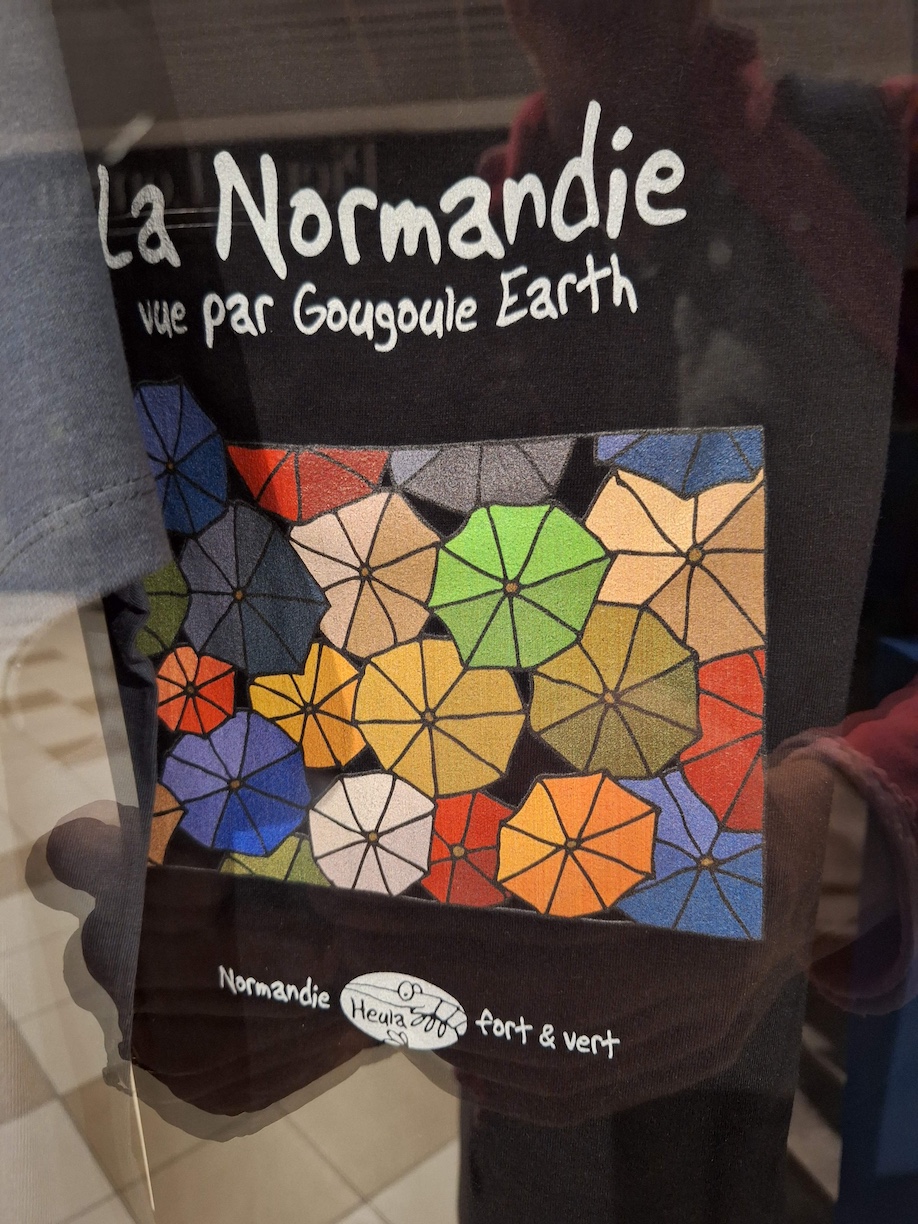 La Normandie
vue par Gougoule Earth
Normandie Heula fort & vert